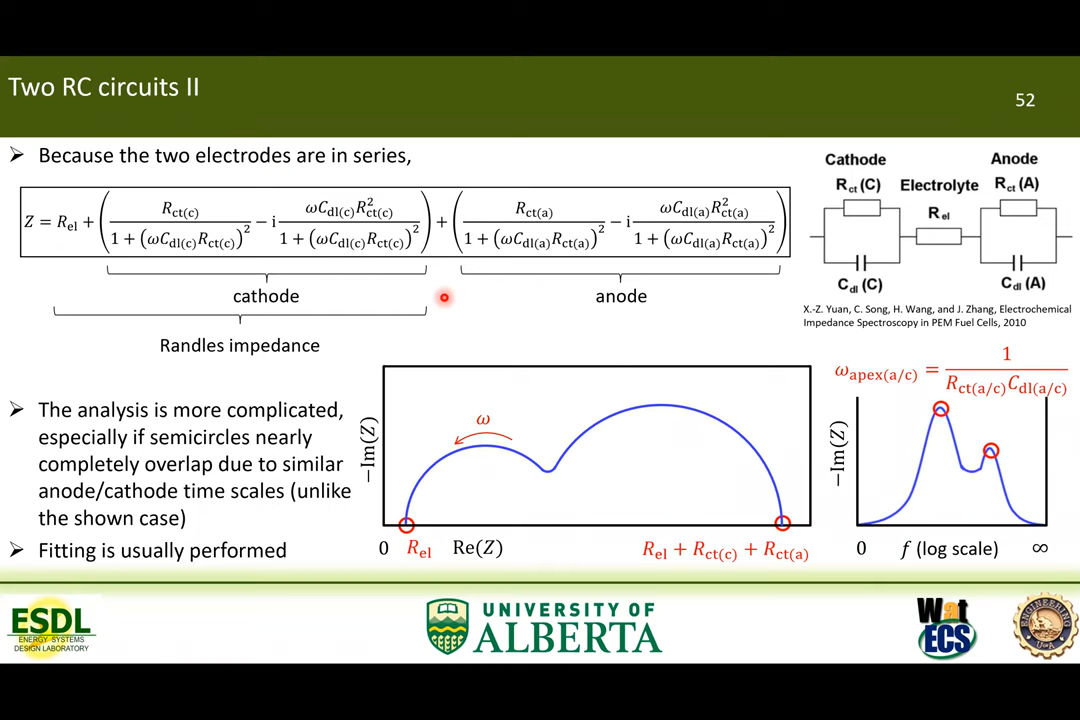 Two RC circuits II
52
➢ Because the two electrodes are in series,
Z = R_el + ( R_ct(c) / (1 + (ωC_dl(c)R_ct(c))^2) − i ωC_dl(c)R_ct(c)^2 / (1 + (ωC_dl(c)R_ct(c))^2) ) + ( R_ct(a) / (1 + (ωC_dl(a)R_ct(a))^2) − i ωC_dl(a)R_ct(a)^2 / (1 + (ωC_dl(a)R_ct(a))^2) )
cathode
anode
Randles impedance
Cathode
Anode
R_ct (C)
Electrolyte
R_ct (A)
R_el
C_dl (C)
C_dl (A)
X.-Z. Yuan, C. Song, H. Wang, and J. Zhang, Electrochemical
Impedance Spectroscopy in PEM Fuel Cells, 2010
➢ The analysis is more complicated,
especially if semicircles nearly
completely overlap due to similar
anode/cathode time scales (unlike
the shown case)
➢ Fitting is usually performed
−Im(Z)
ω
0
R_el
Re(Z)
R_el + R_ct(c) + R_ct(a)
ω_apex(a/c) = 1 / (R_ct(a/c)C_dl(a/c))
−Im(Z)
0
f (log scale)
∞
ESDL
ENERGY SYSTEMS
DESIGN LABORATORY
UNIVERSITY OF
ALBERTA
Wat
ECS
ENGINEERING
U of A